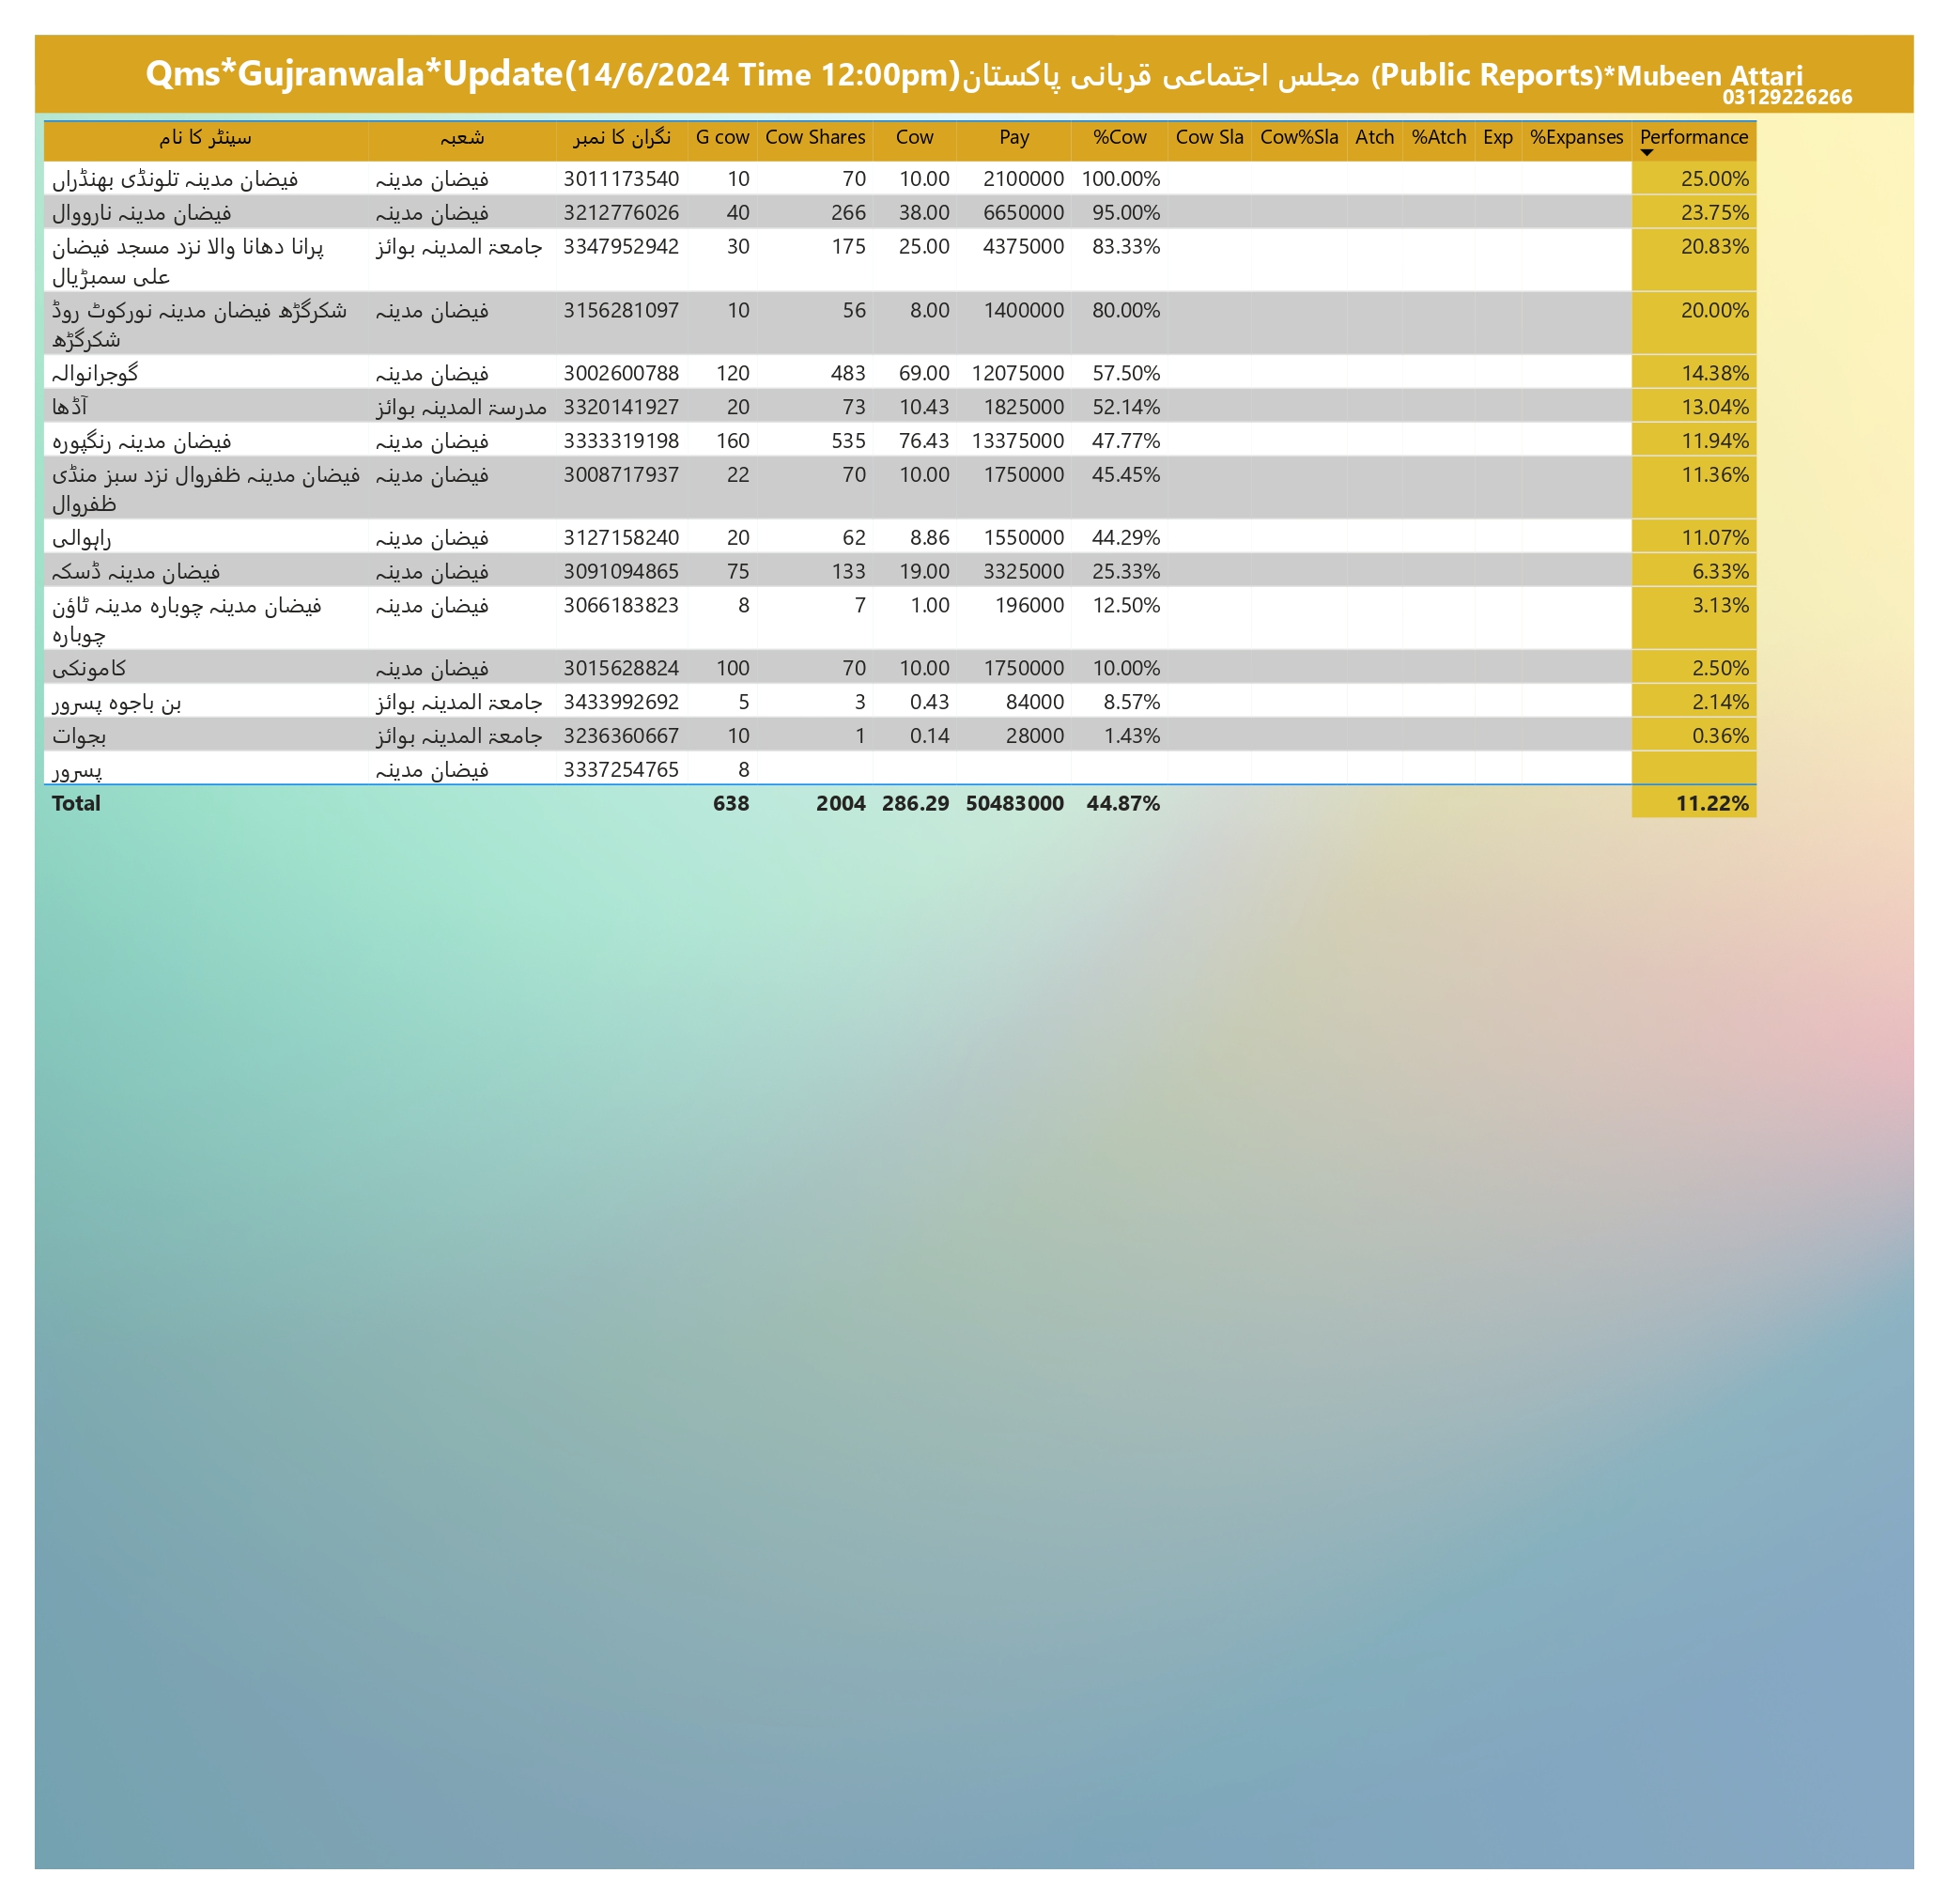 Qms*Gujranwala*Update(14/6/2024 Time 12:00pm)مجلس اجتماعی قربانی پاکستان (Public Reports)*Mubeen Attari
03129226266
سینٹر کا نام شعبہ نگران کا نمبر G cow Cow Shares Cow Pay %Cow Cow Sla Cow%Sla Atch %Atch Exp %Expanses Performance
فیضان مدینہ تلونڈی بھنڈراں فیضان مدینہ 3011173540 10 70 10.00 2100000 100.00% 25.00%
فیضان مدینہ نارووال فیضان مدینہ 3212776026 40 266 38.00 6650000 95.00% 23.75%
پرانا دھانا والا نزد مسجد فیضان جامعۃ المدینہ بوائز 3347952942 30 175 25.00 4375000 83.33% 20.83%
علی سمبڑیال
شکرگڑھ فیضان مدینہ نورکوٹ روڈ فیضان مدینہ 3156281097 10 56 8.00 1400000 80.00% 20.00%
شکرگڑھ
گوجرانوالہ فیضان مدینہ 3002600788 120 483 69.00 12075000 57.50% 14.38%
آڈھا مدرسۃ المدینہ بوائز 3320141927 20 73 10.43 1825000 52.14% 13.04%
فیضان مدینہ رنگپورہ فیضان مدینہ 3333319198 160 535 76.43 13375000 47.77% 11.94%
فیضان مدینہ ظفروال نزد سبز منڈی فیضان مدینہ 3008717937 22 70 10.00 1750000 45.45% 11.36%
ظفروال
راہوالی فیضان مدینہ 3127158240 20 62 8.86 1550000 44.29% 11.07%
فیضان مدینہ ڈسکہ فیضان مدینہ 3091094865 75 133 19.00 3325000 25.33% 6.33%
فیضان مدینہ چوبارہ مدینہ ٹاؤن فیضان مدینہ 3066183823 8 7 1.00 196000 12.50% 3.13%
چوبارہ
کامونکی فیضان مدینہ 3015628824 100 70 10.00 1750000 10.00% 2.50%
بن باجوہ پسرور جامعۃ المدینہ بوائز 3433992692 5 3 0.43 84000 8.57% 2.14%
بجوات جامعۃ المدینہ بوائز 3236360667 10 1 0.14 28000 1.43% 0.36%
پسرور فیضان مدینہ 3337254765 8
Total 638 2004 286.29 50483000 44.87% 11.22%